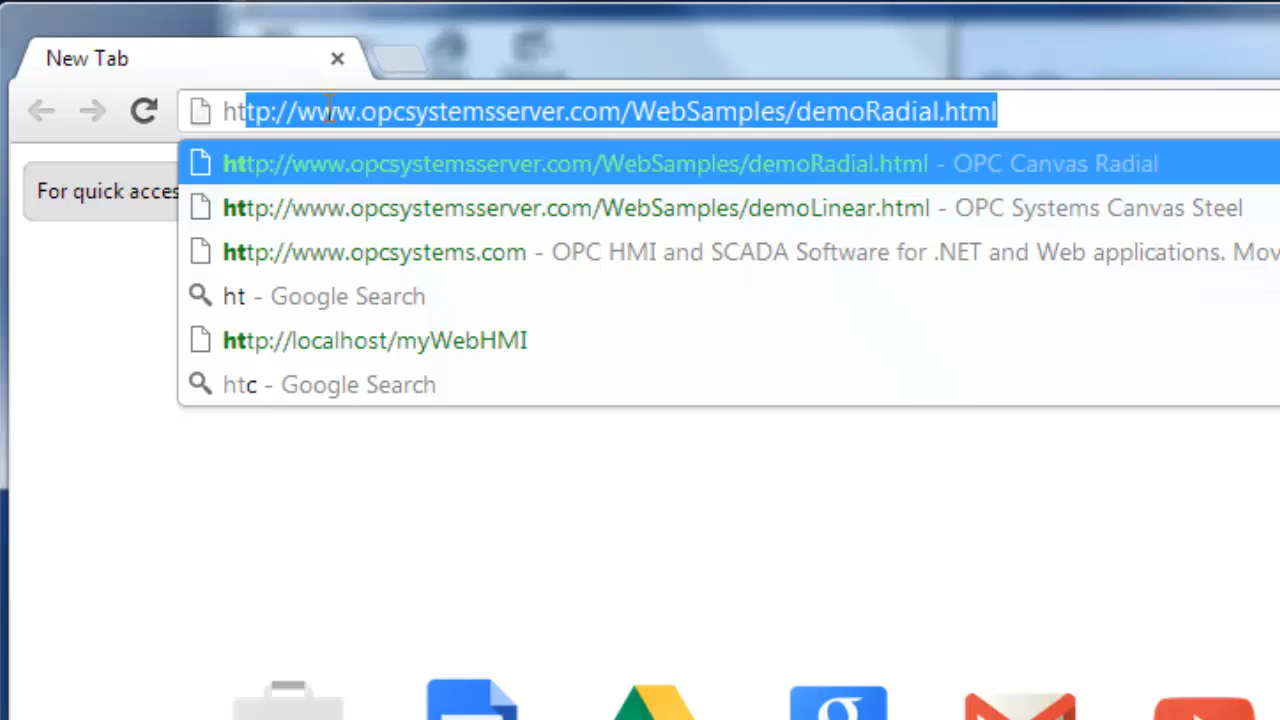 New Tab
http://www.opcsystemsserver.com/WebSamples/demoRadial.html
http://www.opcsystemsserver.com/WebSamples/demoRadial.html - OPC Canvas Radial
For quick acces
http://www.opcsystemsserver.com/WebSamples/demoLinear.html - OPC Systems Canvas Steel
http://www.opcsystems.com - OPC HMI and SCADA Software for .NET and Web applications. Mov
ht - Google Search
http://localhost/myWebHMI
htc - Google Search
g